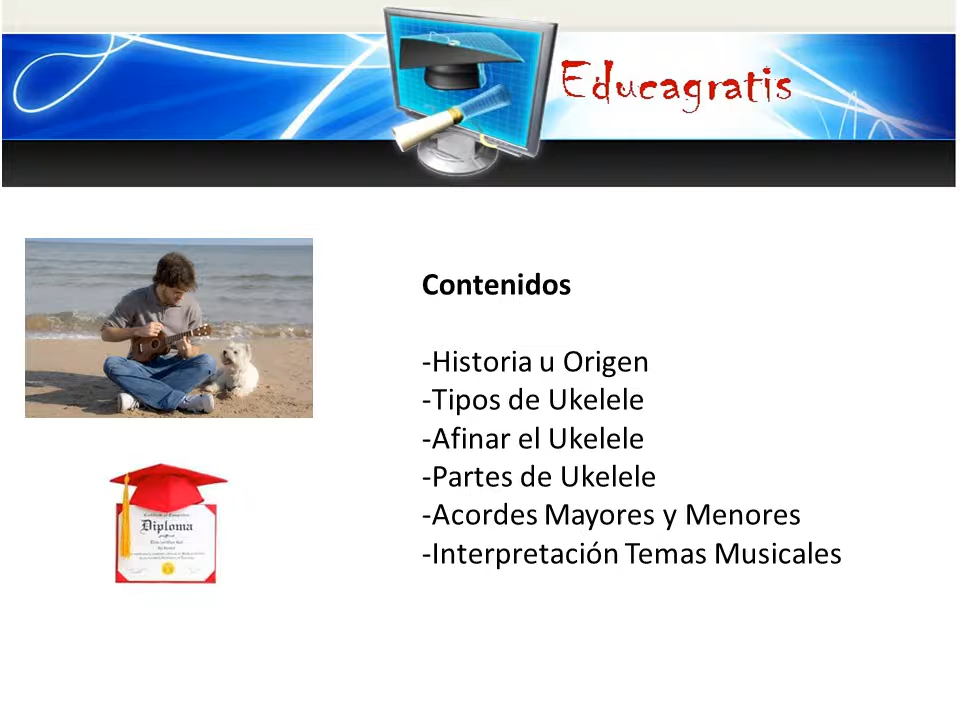 Educagratis
Contenidos
-Historia u Origen
-Tipos de Ukelele
-Afinar el Ukelele
-Partes de Ukelele
-Acordes Mayores y Menores
-Interpretación Temas Musicales
Diploma